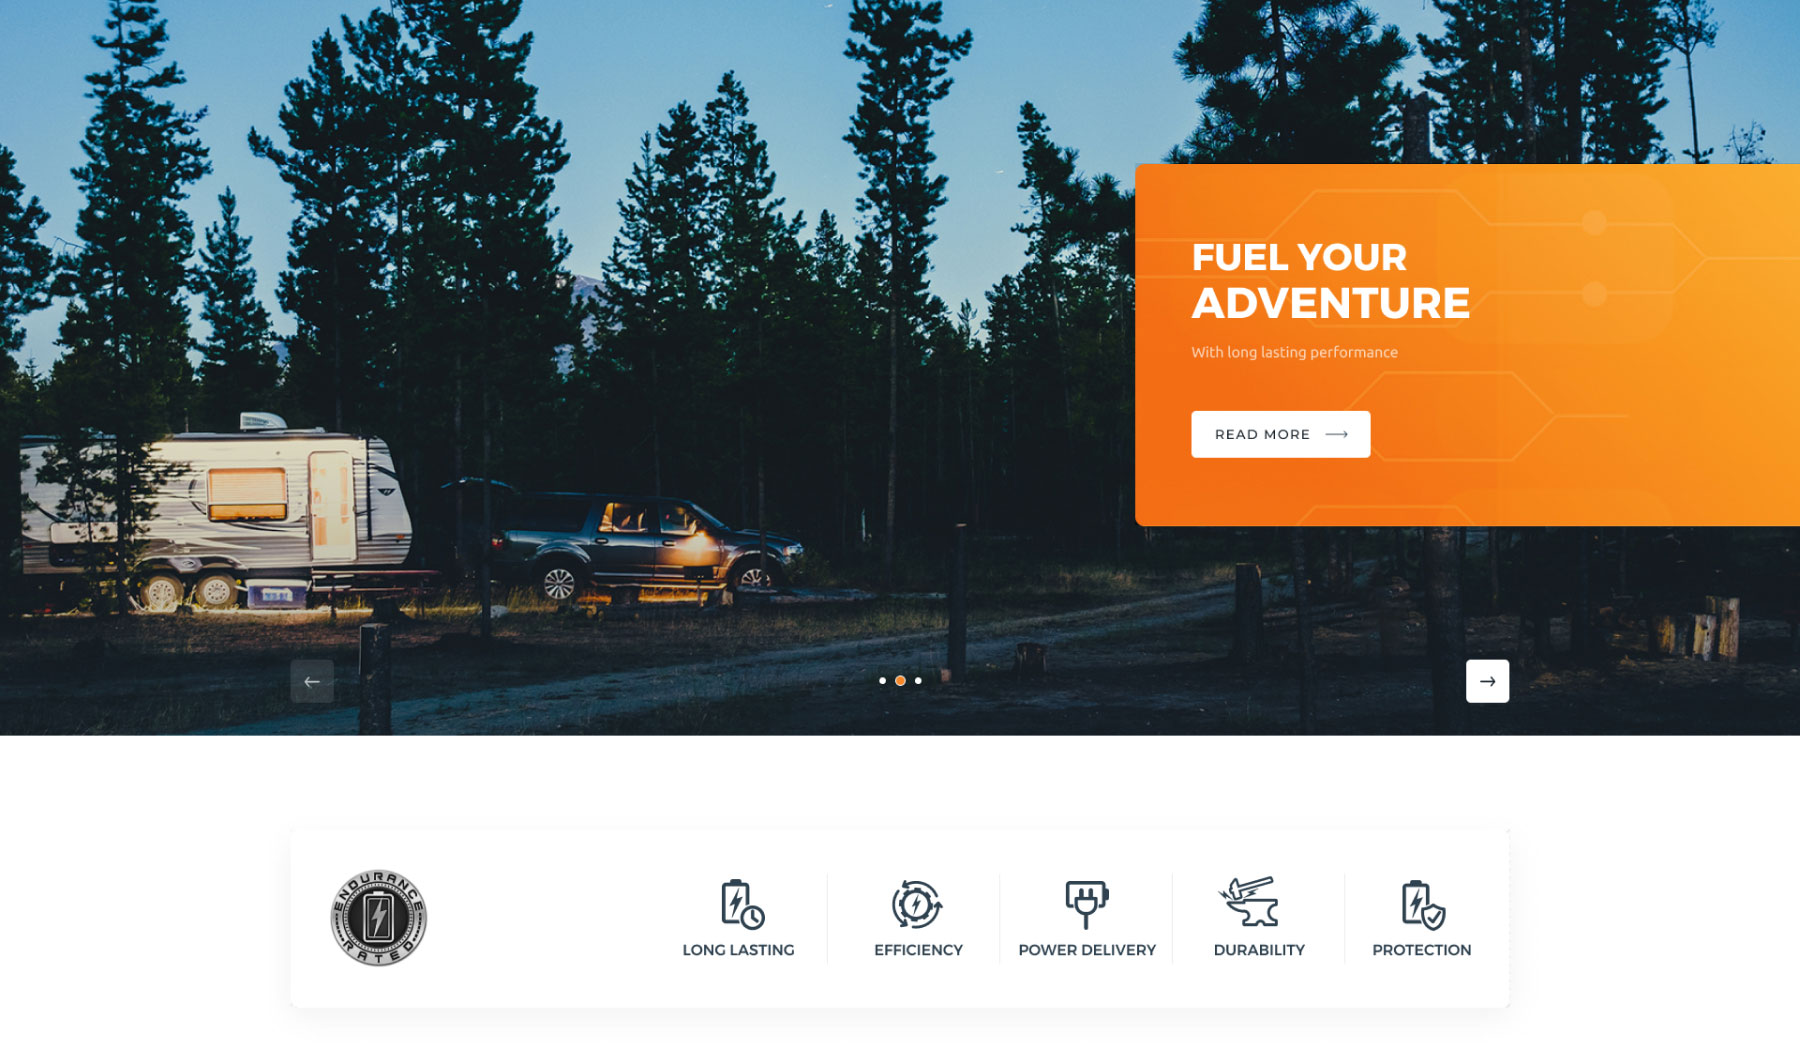 FUEL YOUR
ADVENTURE
With long lasting performance
READ MORE
ENDURANCE
RATED
LONG LASTING
EFFICIENCY
POWER DELIVERY
DURABILITY
PROTECTION